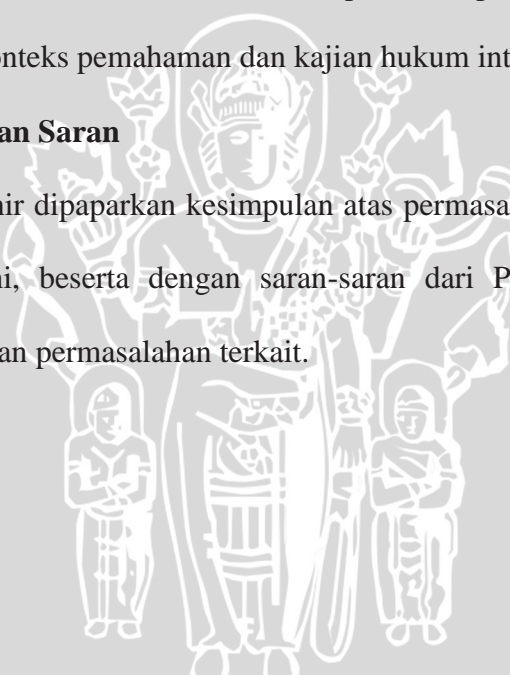 konteks pemahaman dan kajian hukum int
an Saran
hir dipaparkan kesimpulan atas permasa
ni, beserta dengan saran-saran dari P
an permasalahan terkait.